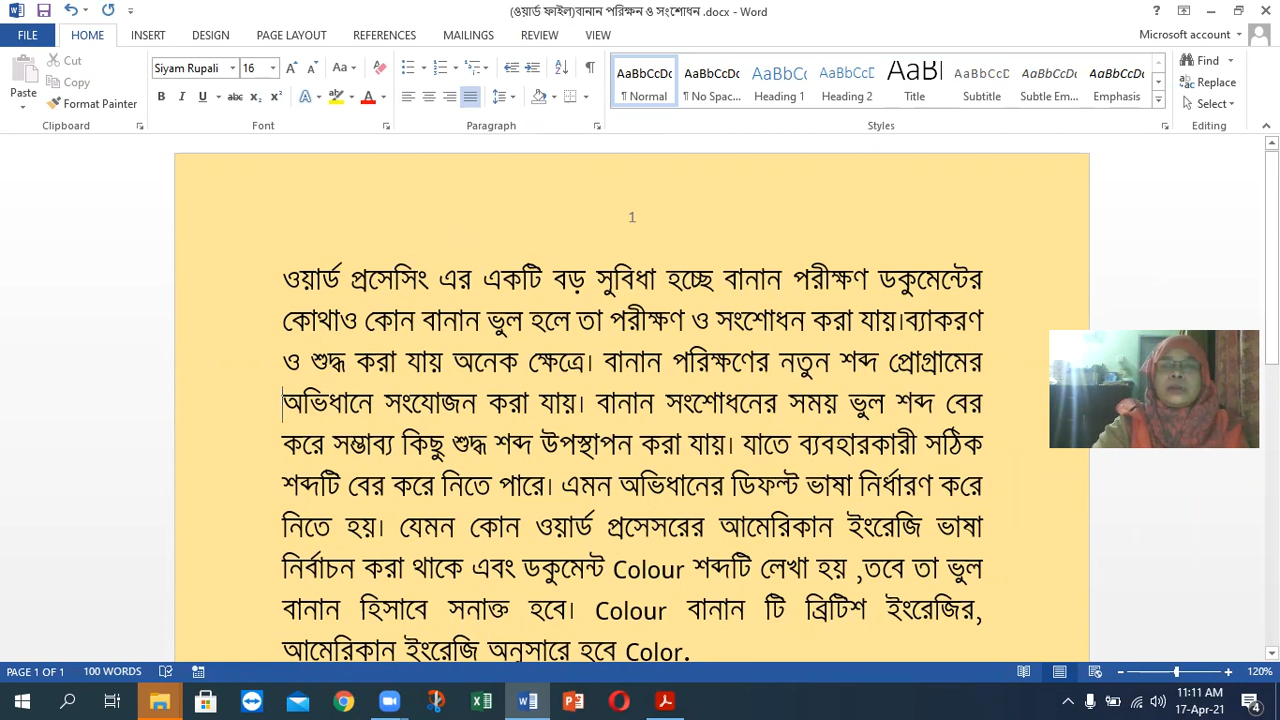 (ওয়ার্ড ফাইল)বানান পরিক্ষন ও সংশোধন .docx - Word
FILE HOME INSERT DESIGN PAGE LAYOUT REFERENCES MAILINGS REVIEW VIEW Microsoft account
Paste Cut Copy Format Painter
Clipboard
Siyam Rupali 16
Font
Paragraph
AaBbCcDc ¶ Normal
AaBbCcDc ¶ No Spac...
AaBbCc Heading 1
AaBbCcDc Heading 2
AaBl Title
AaBbCcDc Subtitle
AaBbCcDc Subtle Em...
AaBbCcDc Emphasis
Styles
Find
Replace
Select
Editing
1
ওয়ার্ড প্রসেসিং এর একটি বড় সুবিধা হচ্ছে বানান পরীক্ষণ ডকুমেন্টের
কোথাও কোন বানান ভুল হলে তা পরীক্ষণ ও সংশোধন করা যায়।ব্যাকরণ
ও শুদ্ধ করা যায় অনেক ক্ষেত্রে। বানান পরিক্ষণের নতুন শব্দ প্রোগ্রামের
অভিধানে সংযোজন করা যায়। বানান সংশোধনের সময় ভুল শব্দ বের
করে সম্ভাব্য কিছু শুদ্ধ শব্দ উপস্থাপন করা যায়। যাতে ব্যবহারকারী সঠিক
শব্দটি বের করে নিতে পারে। এমন অভিধানের ডিফল্ট ভাষা নির্ধারণ করে
নিতে হয়। যেমন কোন ওয়ার্ড প্রসেসরের আমেরিকান ইংরেজি ভাষা
নির্বাচন করা থাকে এবং ডকুমেন্ট Colour শব্দটি লেখা হয় ,তবে তা ভুল
বানান হিসাবে সনাক্ত হবে। Colour বানান টি ব্রিটিশ ইংরেজির,
আমেরিকান ইংরেজি অনুসারে হবে Color.
PAGE 1 OF 1 100 WORDS 120%
11:11 AM
17-Apr-21
4